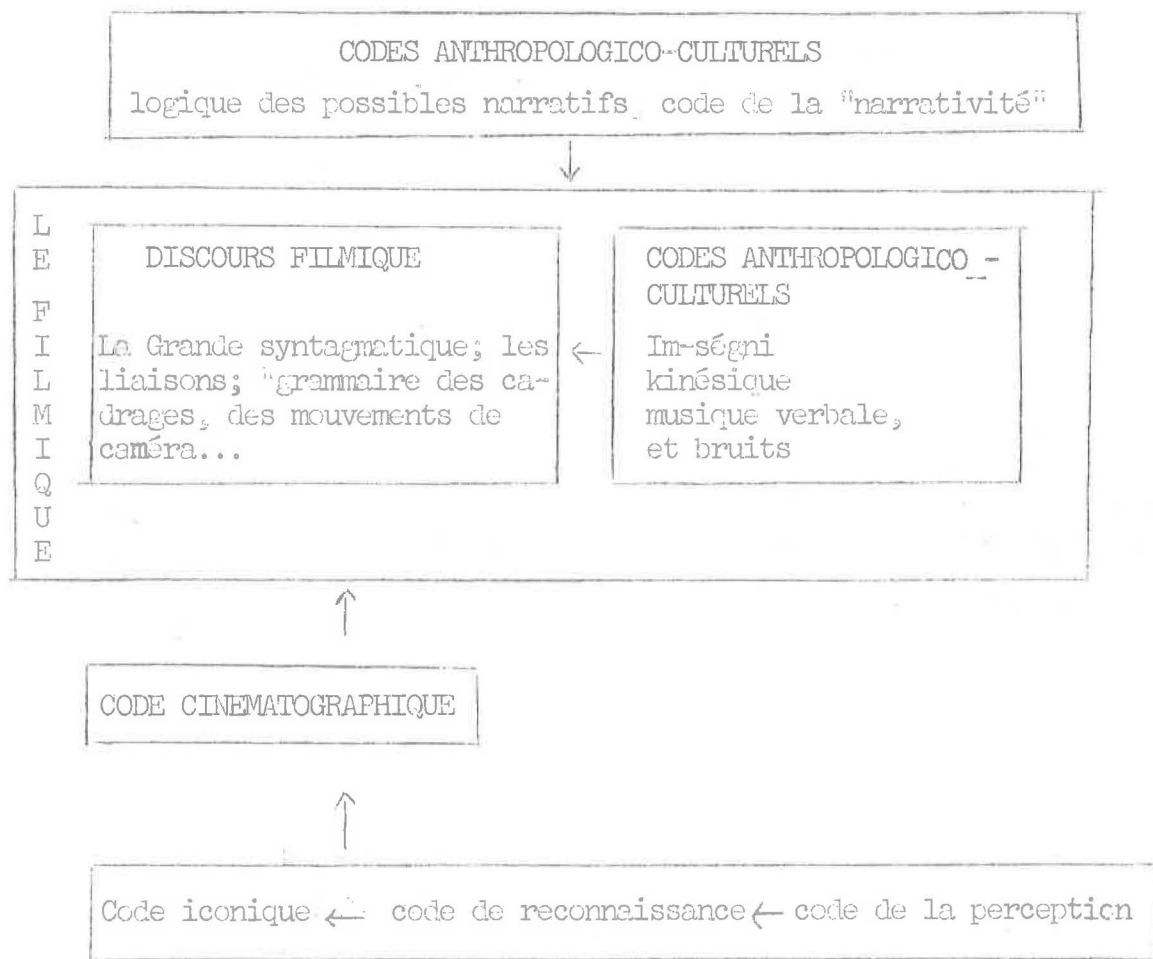 CODES ANTHROPOLOGICO-CULTURELS
logique des possibles narratifs, code de la "narrativité"
↓
LE FILMIQUE
DISCOURS FILMIQUE
La Grande syntagmatique; les
liaisons; "grammaire des ca-
drages, des mouvements de
caméra...
←
CODES ANTHROPOLOGICO -
CULTURELS
Im-ségni
kinésique
musique verbale,
et bruits
↑
CODE CINEMATOGRAPHIQUE
↑
Code iconique ← code de reconnaissance ← code de la perception